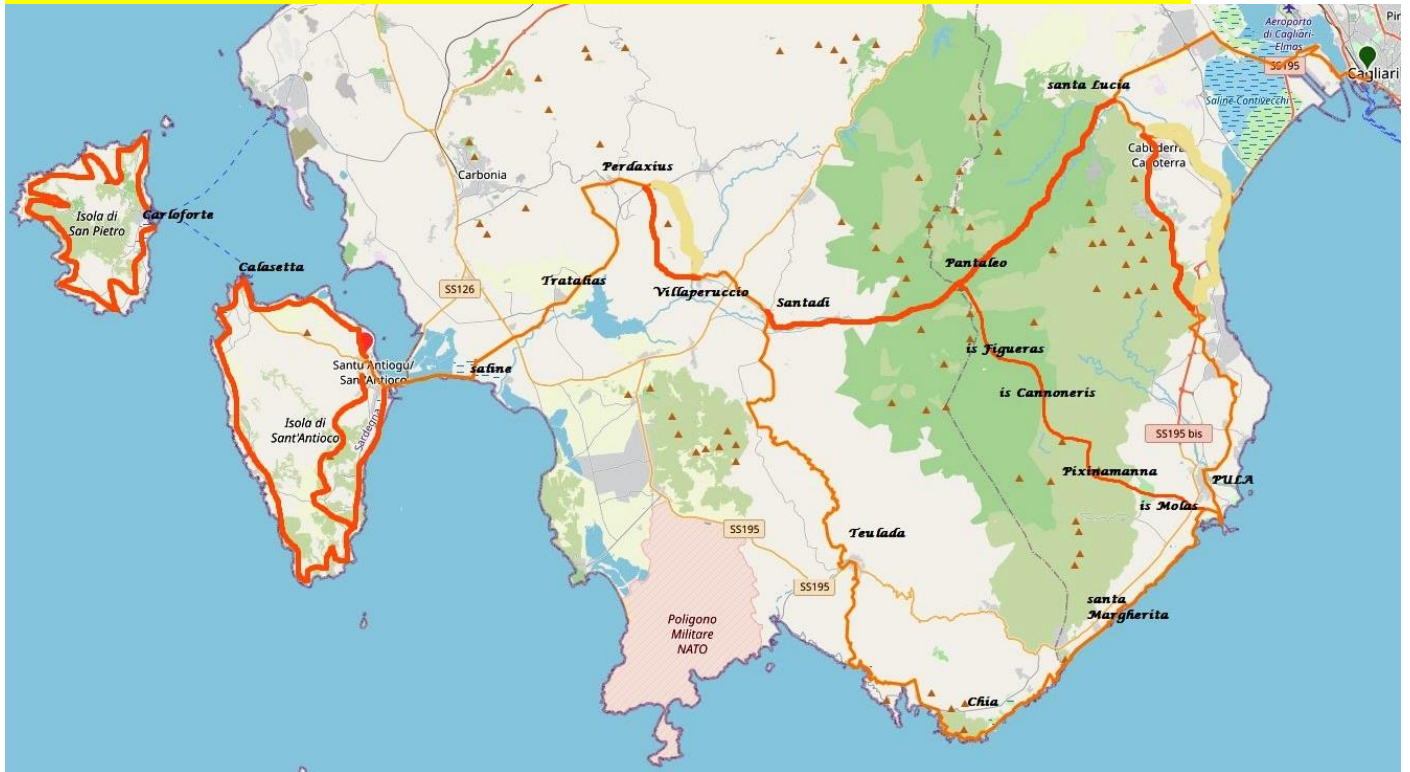 Aeroporto
di Cagliari-
Elmas
Cagliari
SS195
santa Lucia
Saline Contivecchi
Cabuderra
Capoterra
Perdaxius
Carbonia
Isola di
San Pietro
Carloforte
Calasetta
Pantaleo
SS126
Tratalias
Villaperuccio
Santadi
is Figueras
saline
Santu Antiogu/
Sant'Antioco
is Cannoneris
Isola di
Sant'Antioco
Sardegna
SS195 bis
Pixinamanna
PULA
is Molas
SS195
Teulada
SS195
santa
Margherita
Poligono
Militare
NATO
Chia